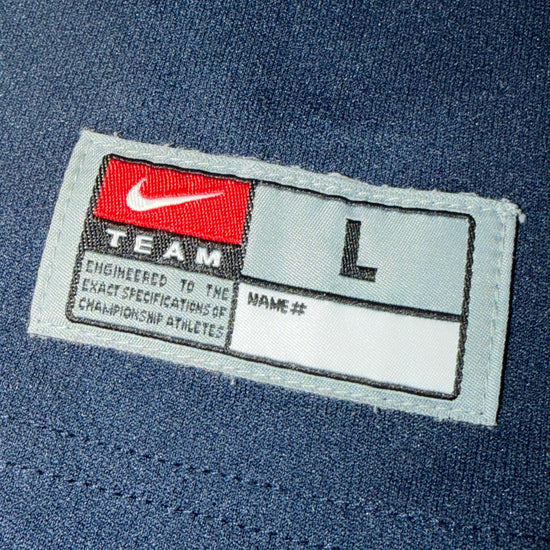 TEAM
L
ENGINEERED TO THE
EXACT SPECIFICATIONS OF
CHAMPIONSHIP ATHLETES
NAME#